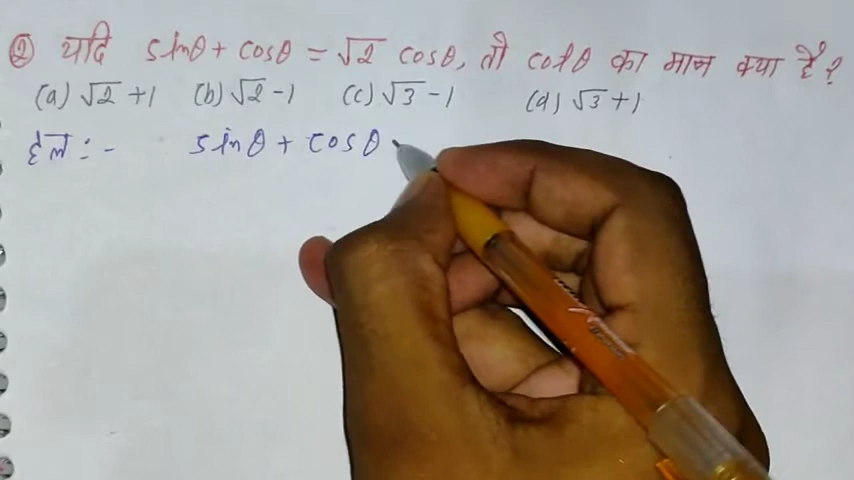 ② यदि sinθ + cosθ = √2 cosθ, तो cotθ का मान क्या है?
(a) √2 + 1 (b) √2 - 1 (c) √3 - 1 (d) √3 + 1
हल :- sinθ + cosθ